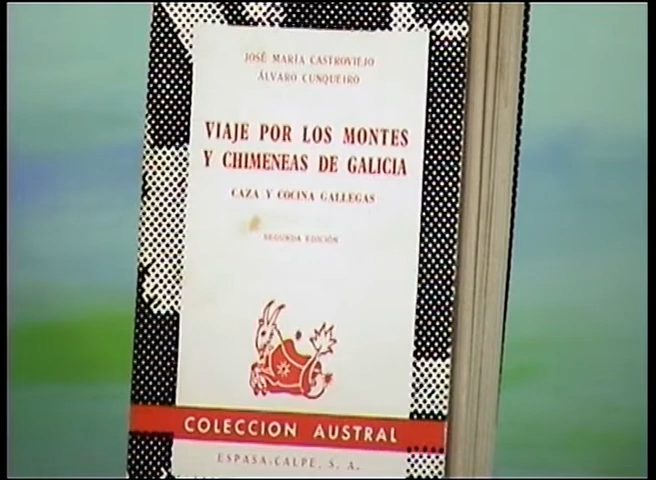 JOSÉ MARÍA CASTROVIEJO
ÁLVARO CUNQUEIRO
VIAJE POR LOS MONTES
Y CHIMENEAS DE GALICIA
CAZA Y COCINA GALLEGAS
SEGUNDA EDICIÓN
COLECCION AUSTRAL
ESPASA-CALPE, S. A.